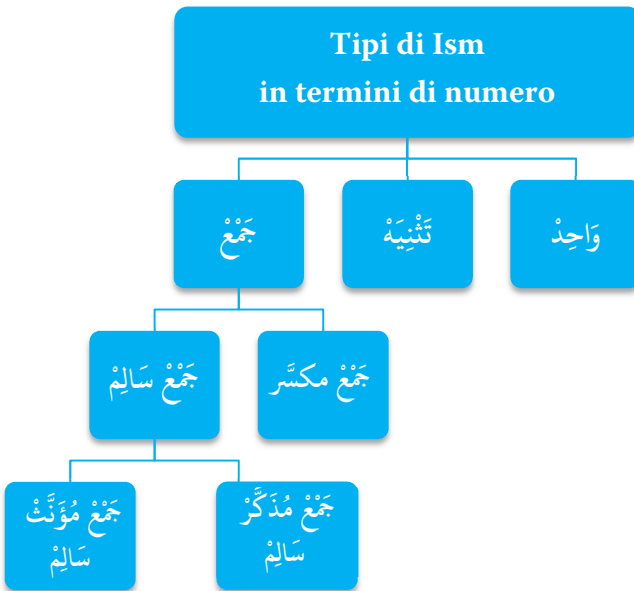 Tipi di Ism
in termini di numero
وَاحِدْ
تَثْنِيَهْ
جَمْعْ
جَمْعْ مكسَّر
جَمْعْ سَالِمْ
جَمْعْ مُذَكَّرْ
سَالِمْ
جَمْعْ مُؤَنَّثْ
سَالِمْ